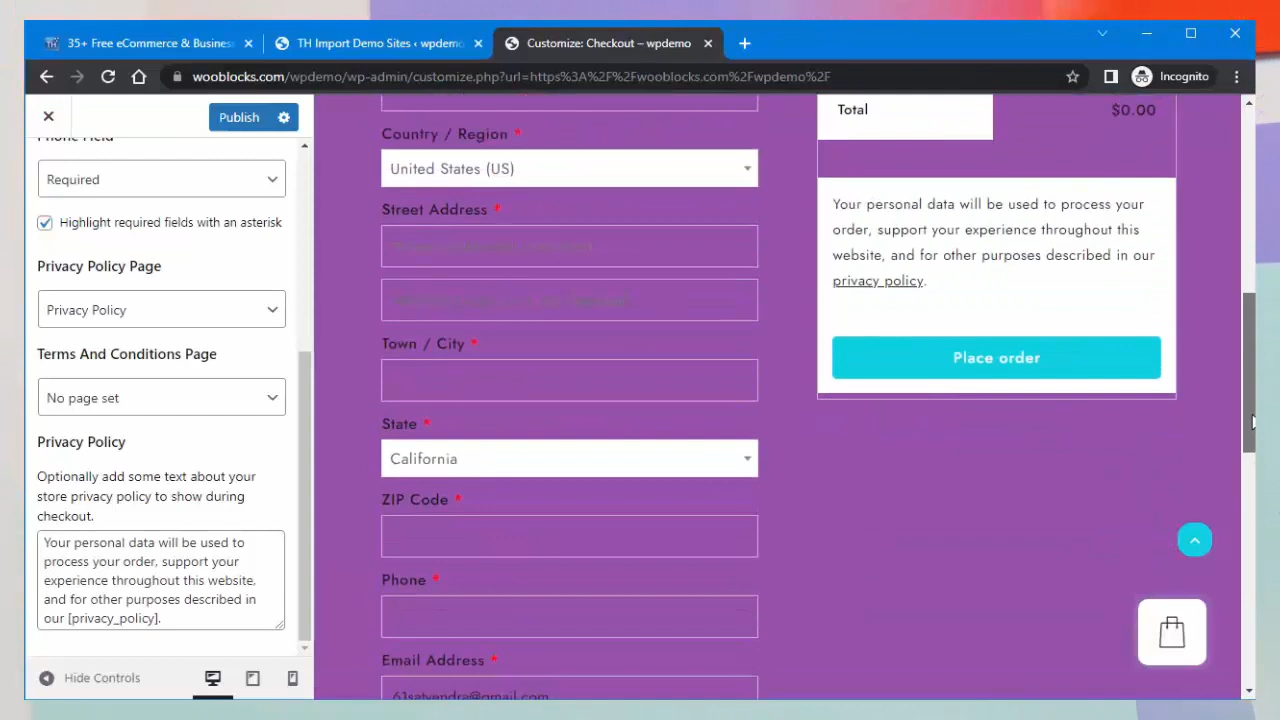 35+ Free eCommerce & Business
TH Import Demo Sites ‹ wpdemo
Customize: Checkout – wpdemo
wooblocks.com/wpdemo/wp-admin/customize.php?url=https%3A%2F%2Fwooblocks.com%2Fwpdemo%2F
Incognito
Publish
Phone Field
Required
Highlight required fields with an asterisk
Privacy Policy Page
Privacy Policy
Terms And Conditions Page
No page set
Privacy Policy
Optionally add some text about your
store privacy policy to show during
checkout.
Your personal data will be used to
process your order, support your
experience throughout this website,
and for other purposes described in
our [privacy_policy].
Hide Controls
Country / Region *
United States (US)
Street Address *
Town / City *
State *
California
ZIP Code *
Phone *
Email Address *
61satyendra@gmail.com
Total $0.00
Your personal data will be used to process your
order, support your experience throughout this
website, and for other purposes described in our
privacy policy.
Place order